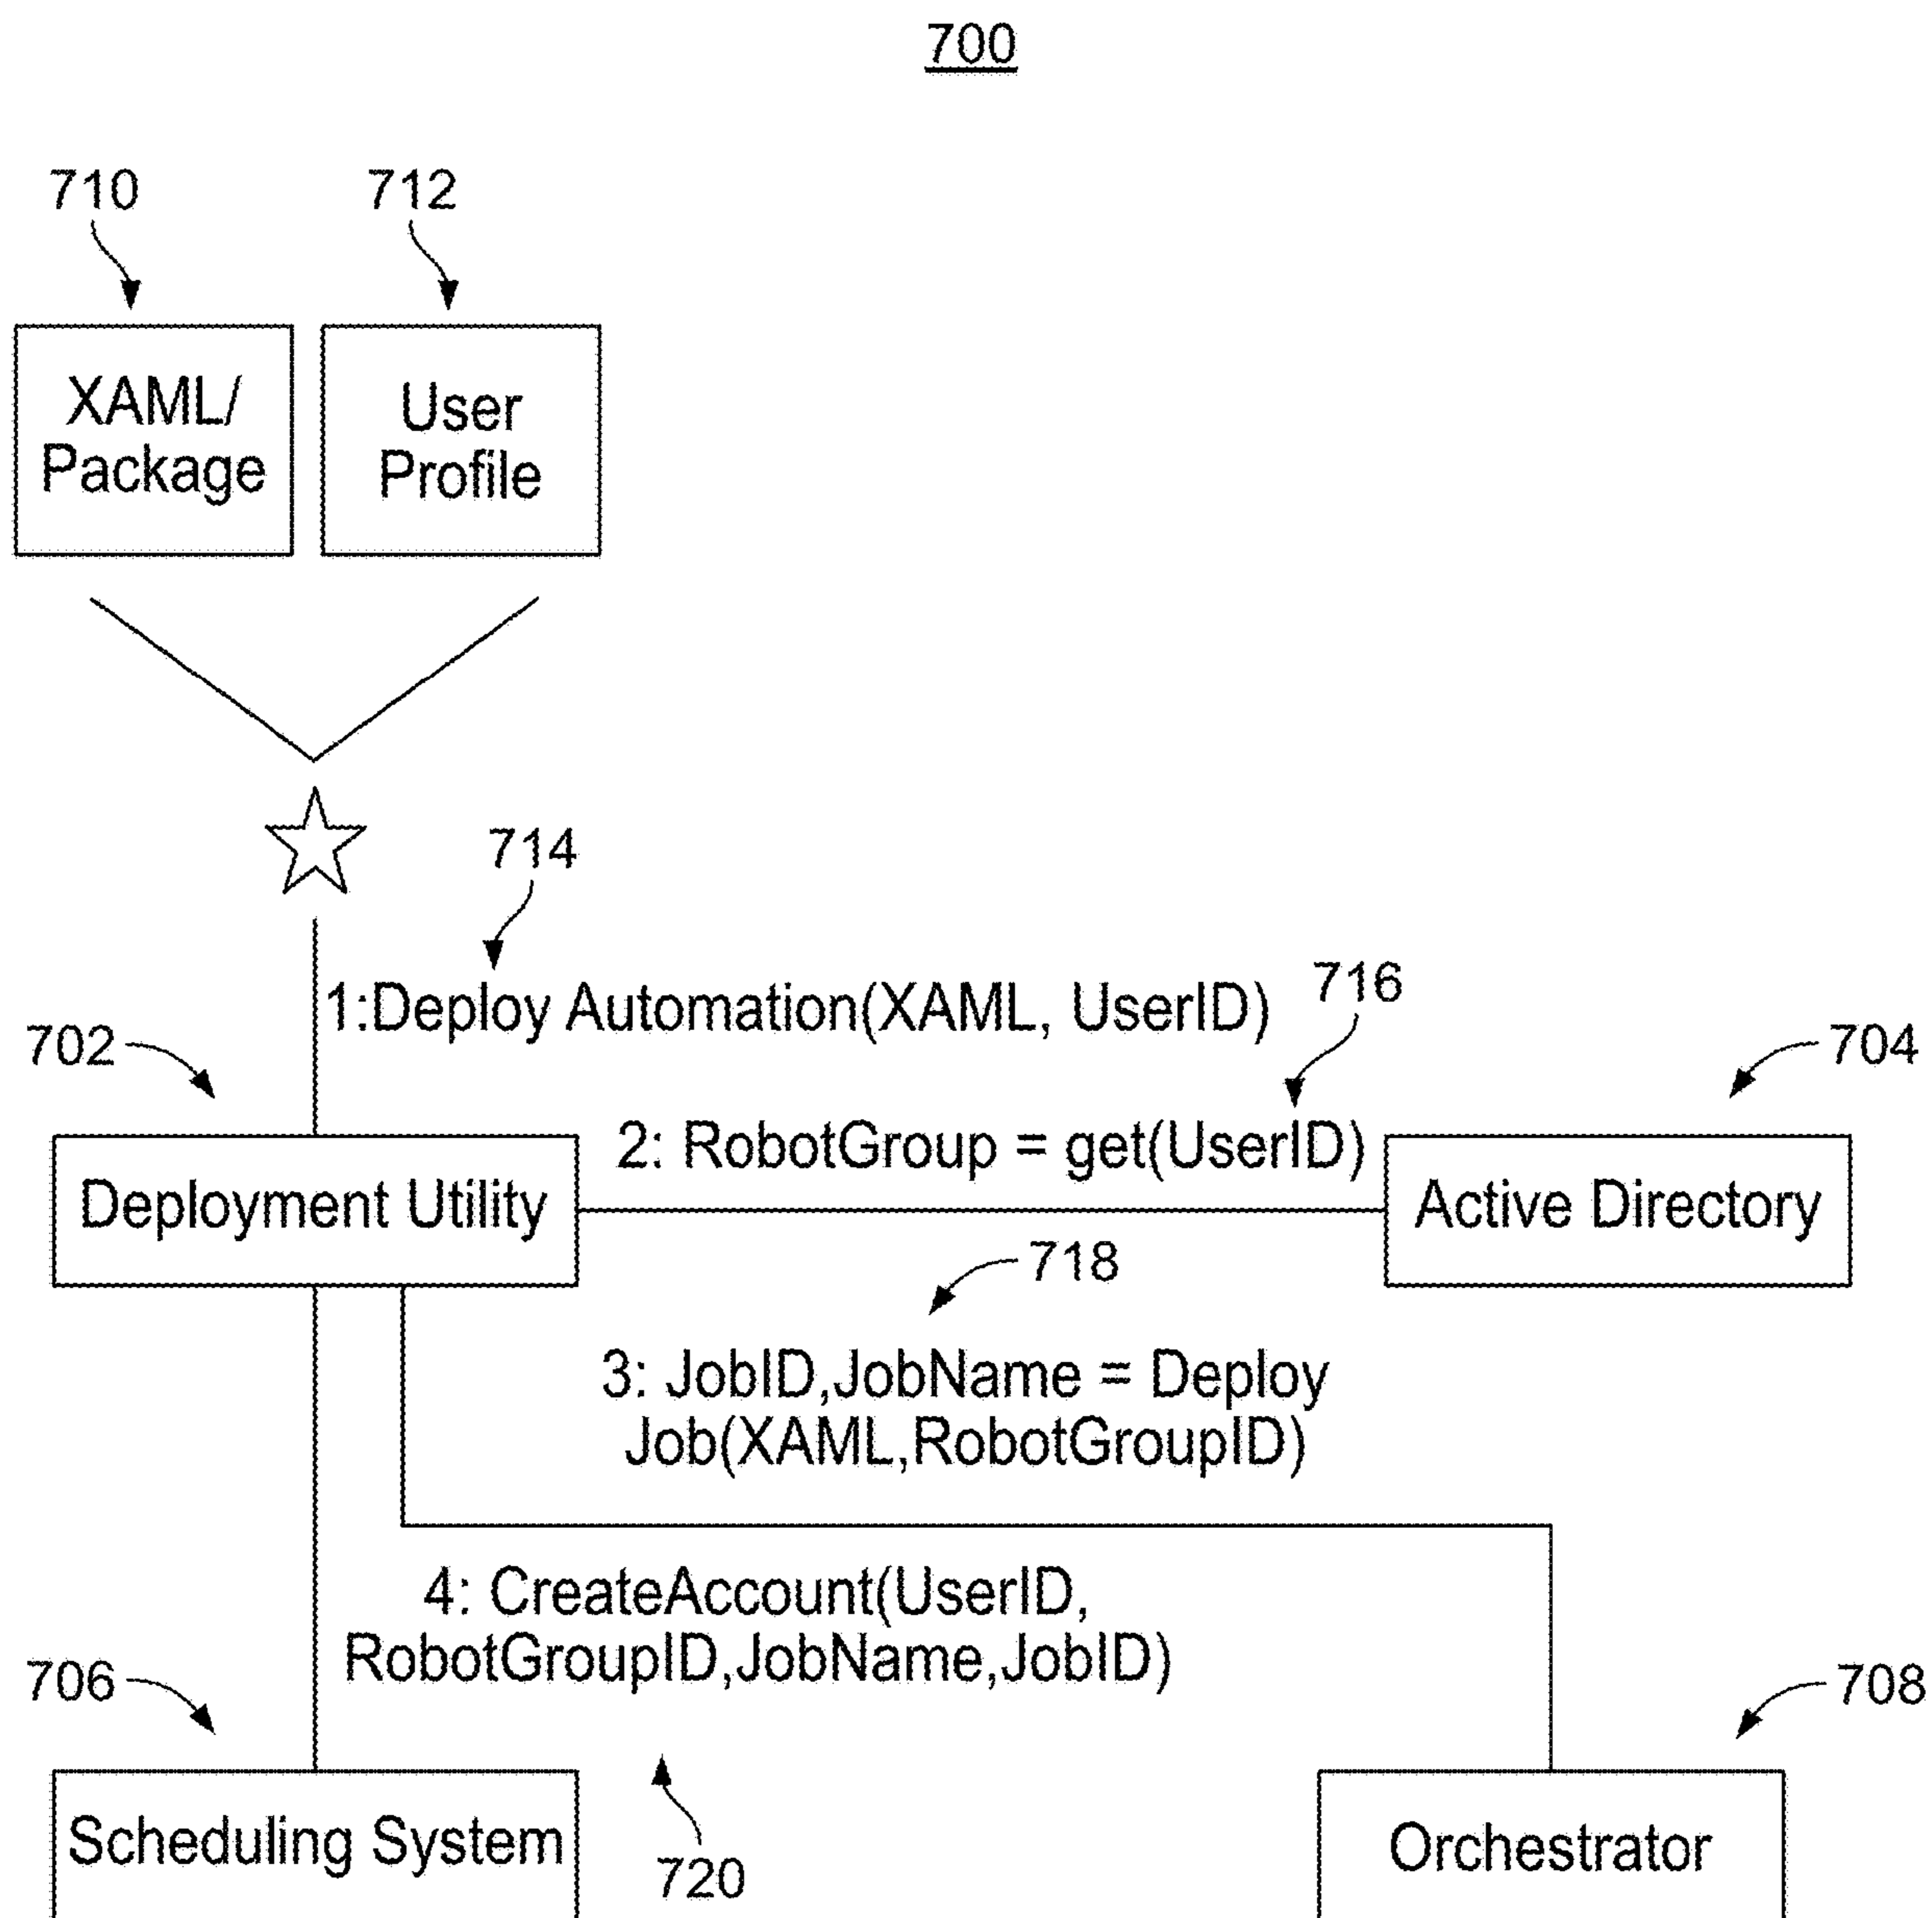 700
710
712
XAML/
Package
User
Profile
714
1:Deploy Automation(XAML, UserID)
716
702
704
2: RobotGroup = get(UserID)
Deployment Utility
Active Directory
718
3: JobID,JobName = Deploy
Job(XAML,RobotGroupID)
4: CreateAccount(UserID,
RobotGroupID,JobName,JobID)
706
708
Scheduling System
Orchestrator
720